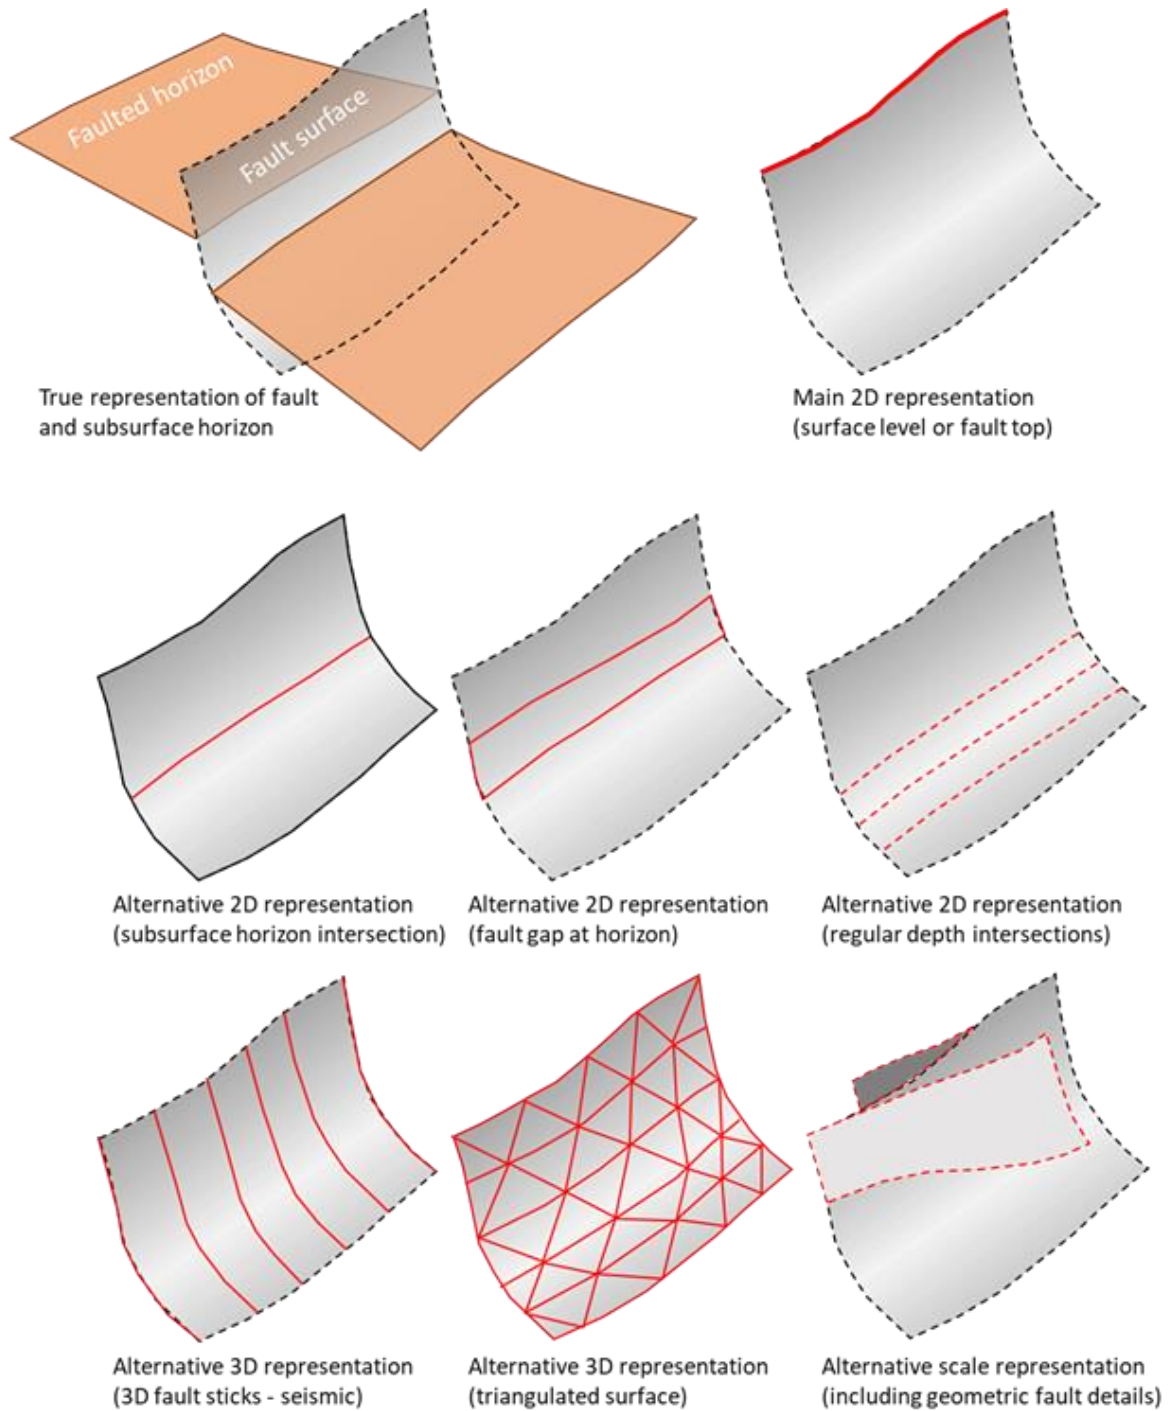 Faulted horizon
Fault surface
True representation of fault
and subsurface horizon
Main 2D representation
(surface level or fault top)
Alternative 2D representation
(subsurface horizon intersection)
Alternative 2D representation
(fault gap at horizon)
Alternative 2D representation
(regular depth intersections)
Alternative 3D representation
(3D fault sticks - seismic)
Alternative 3D representation
(triangulated surface)
Alternative scale representation
(including geometric fault details)